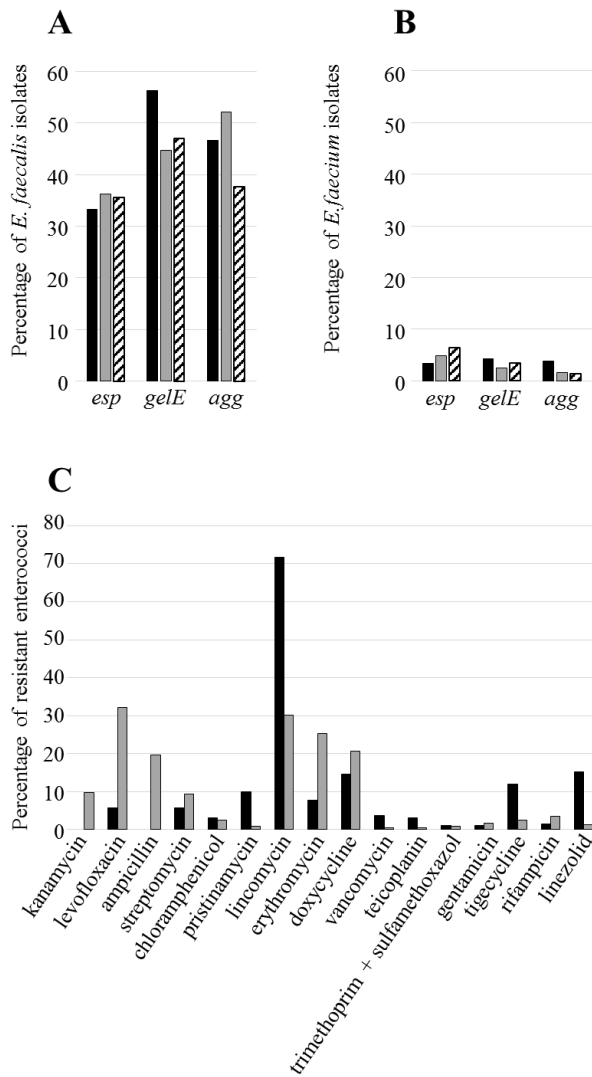 A
Percentage of E. faecalis isolates
60
50
40
30
20
10
0
esp
gelE
agg
B
Percentage of E.faecium isolates
60
50
40
30
20
10
0
esp
gelE
agg
C
Percentage of resistant enterococci
80
70
60
50
40
30
20
10
0
kanamycin
levofloxacin
ampicillin
streptomycin
chloramphenicol
pristinamycin
lincomycin
erythromycin
doxycycline
vancomycin
teicoplanin
trimethoprim + sulfamethoxazol
gentamicin
tigecycline
rifampicin
linezolid